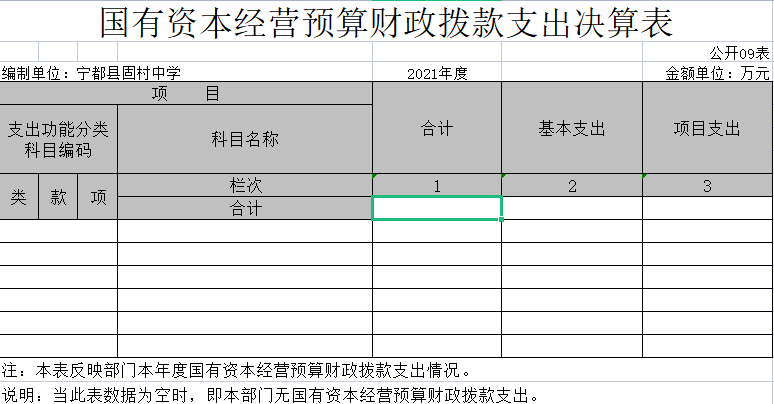 国有资本经营预算财政拨款支出决算表
公开09表
编制单位：宁都县固村中学 2021年度 金额单位：万元
项 目 合计 基本支出 项目支出
支出功能分类科目编码 科目名称
类 款 项 栏次 1 2 3
合计
注：本表反映部门本年度国有资本经营预算财政拨款支出情况。
说明：当此表数据为空时，即本部门无国有资本经营预算财政拨款支出。